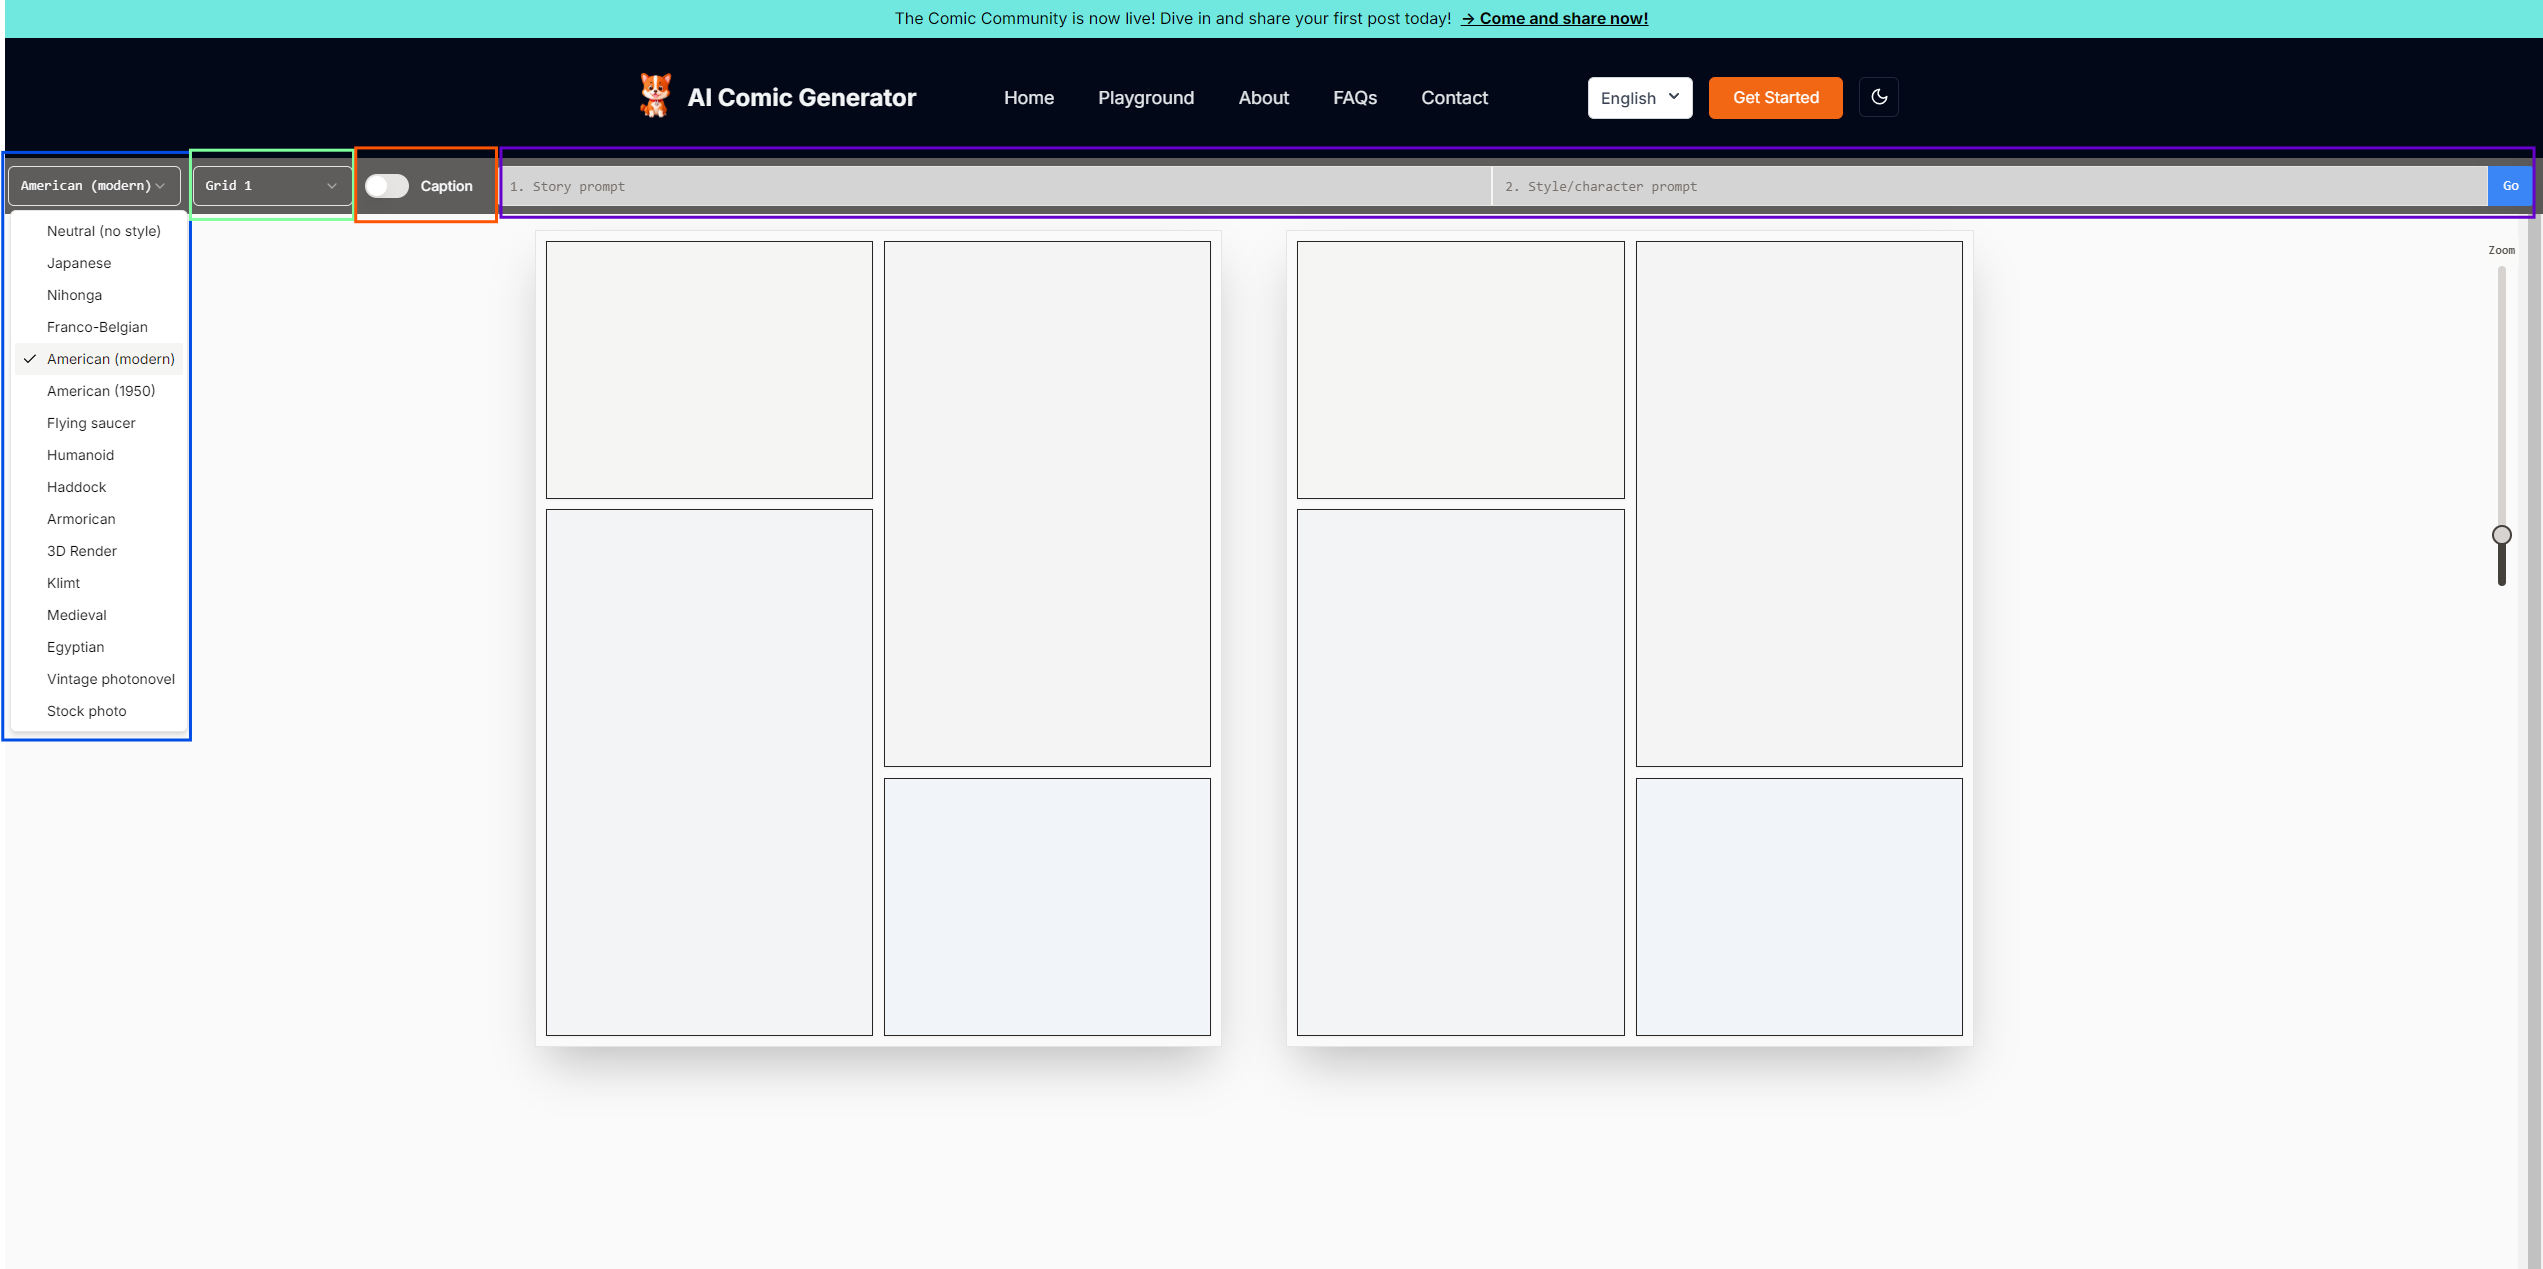 The Comic Community is now live! Dive in and share your first post today! → Come and share now!
AI Comic Generator
Home
Playground
About
FAQs
Contact
English
Get Started
American (modern)
Grid 1
Caption
1. Story prompt
2. Style/character prompt
Go
Neutral (no style)
Japanese
Nihonga
Franco-Belgian
American (modern)
American (1950)
Flying saucer
Humanoid
Haddock
Armorican
3D Render
Klimt
Medieval
Egyptian
Vintage photonovel
Stock photo
Zoom